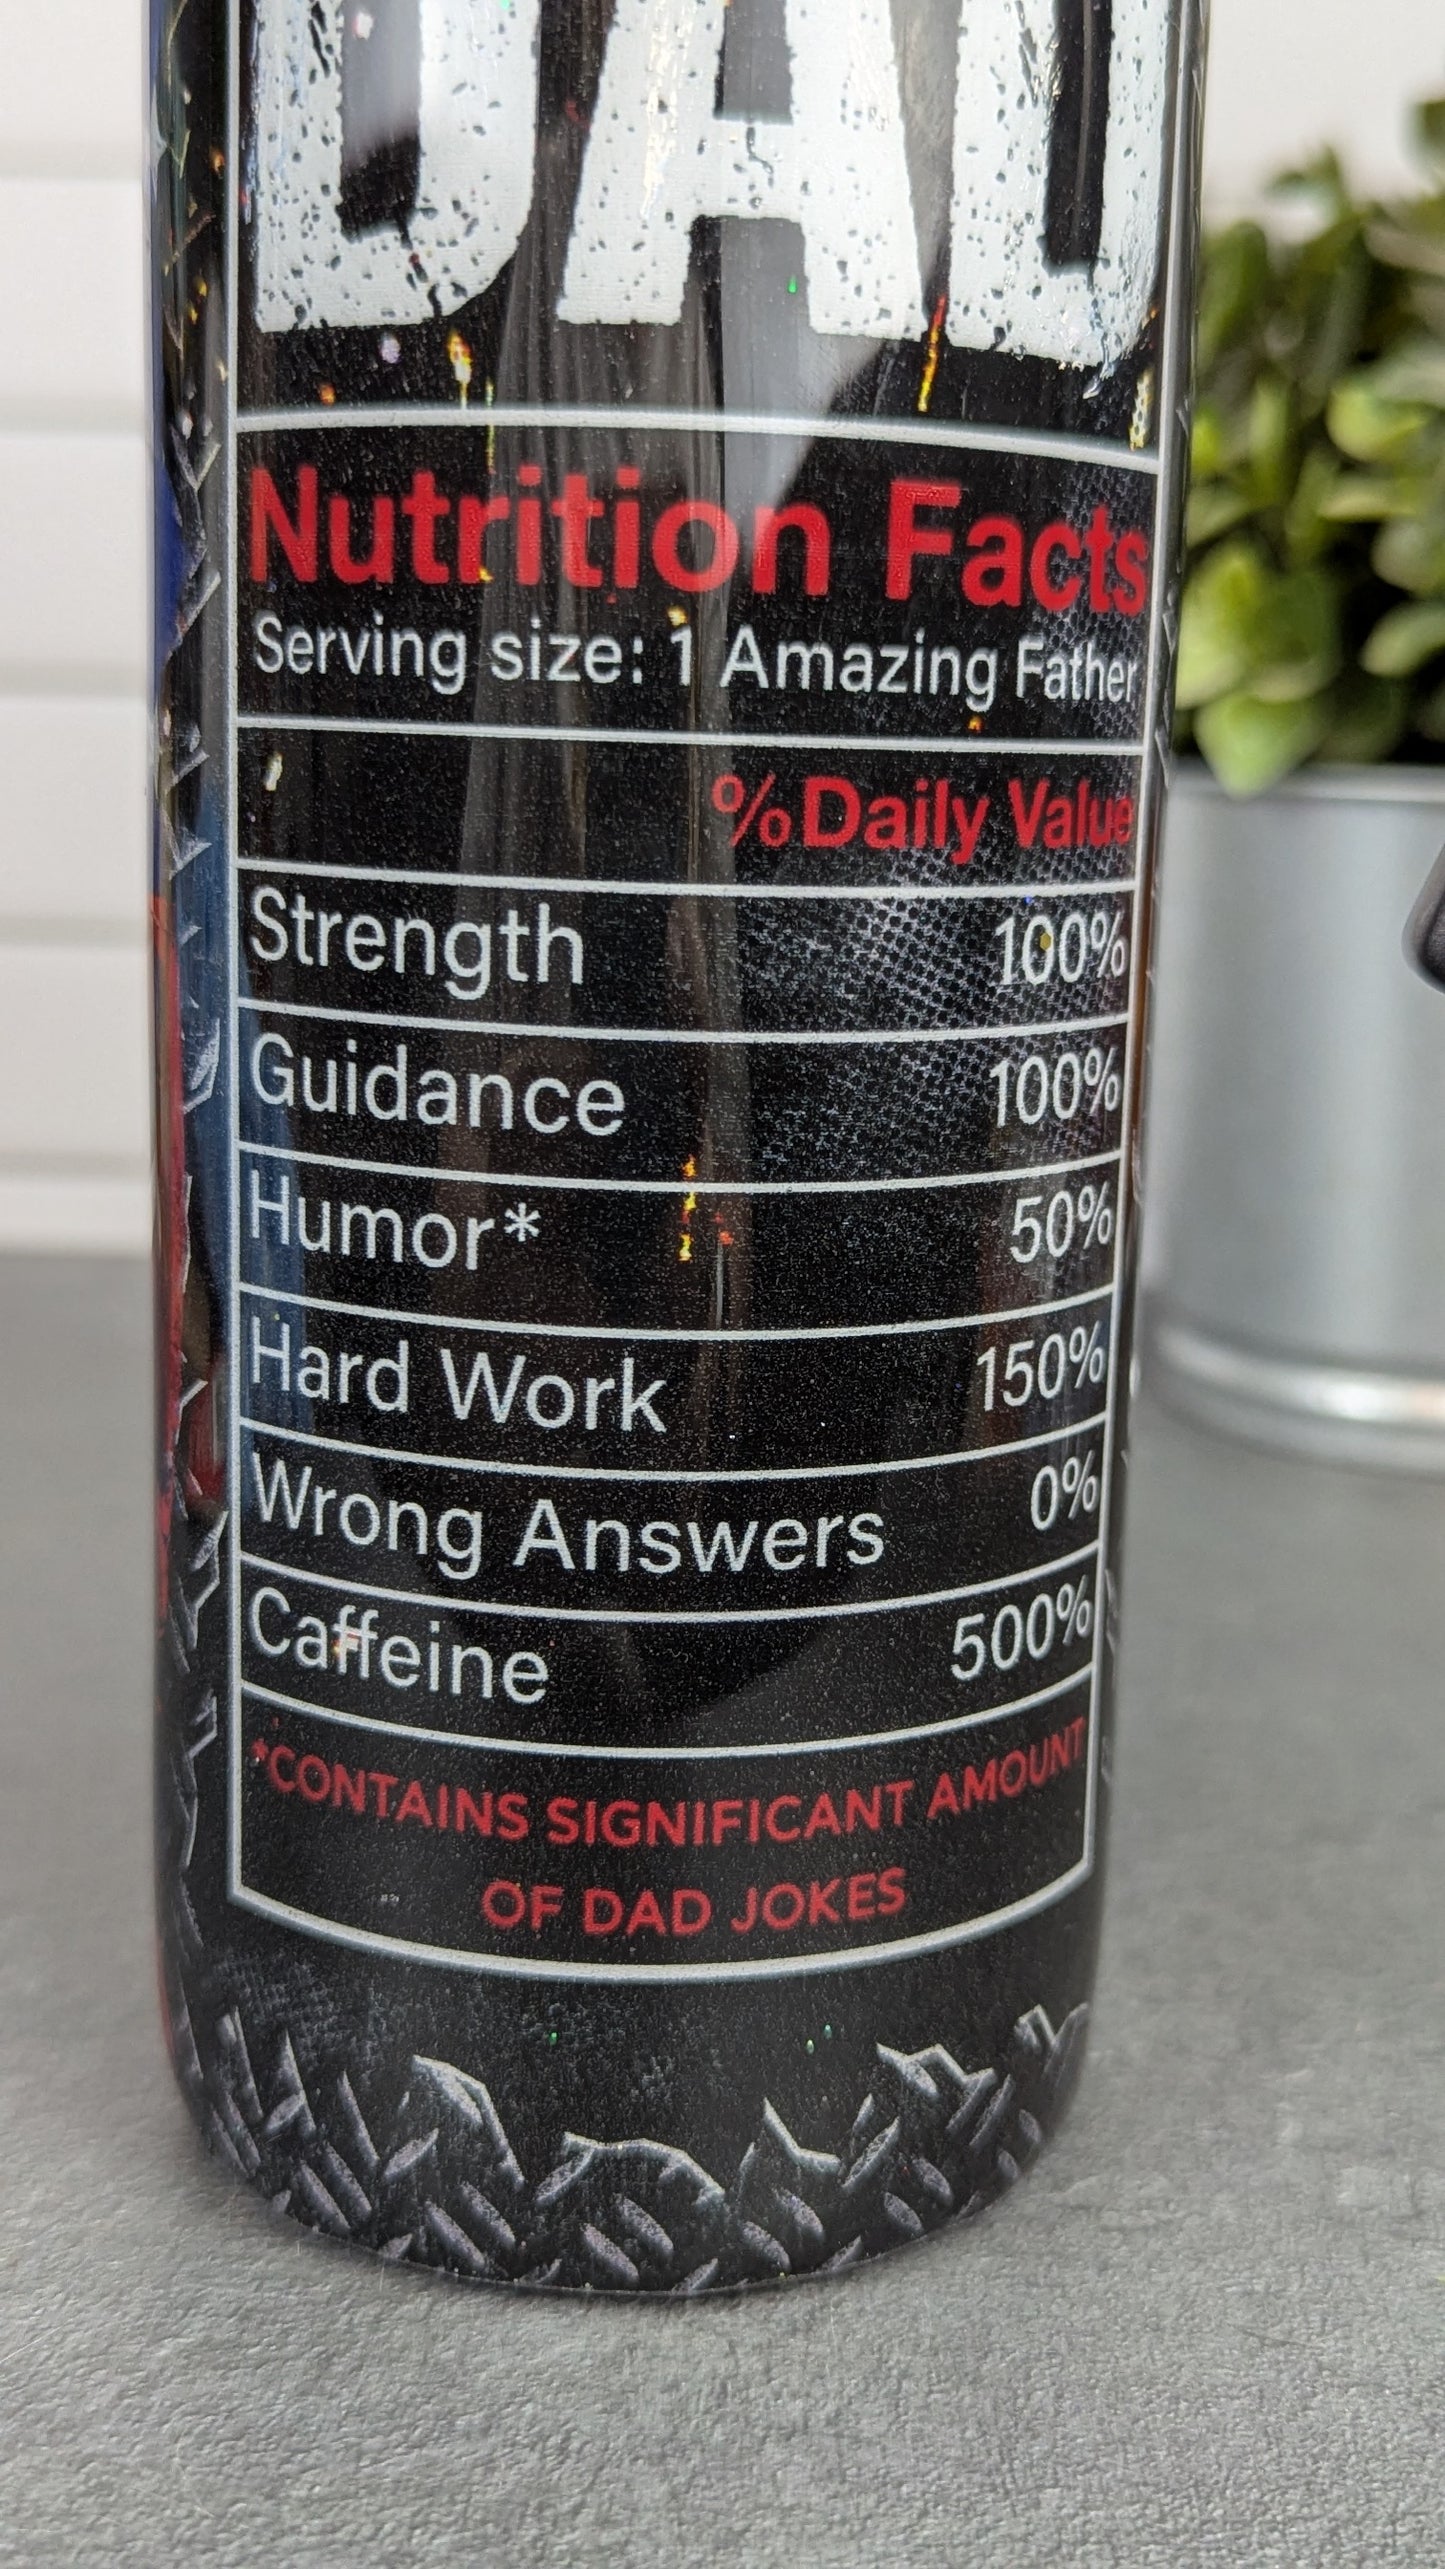 DAD
Nutrition Facts
Serving size: 1 Amazing Father
%Daily Value
Strength 100%
Guidance 100%
Humor* 50%
Hard Work 150%
Wrong Answers 0%
Caffeine 500%
*CONTAINS SIGNIFICANT AMOUNT
OF DAD JOKES